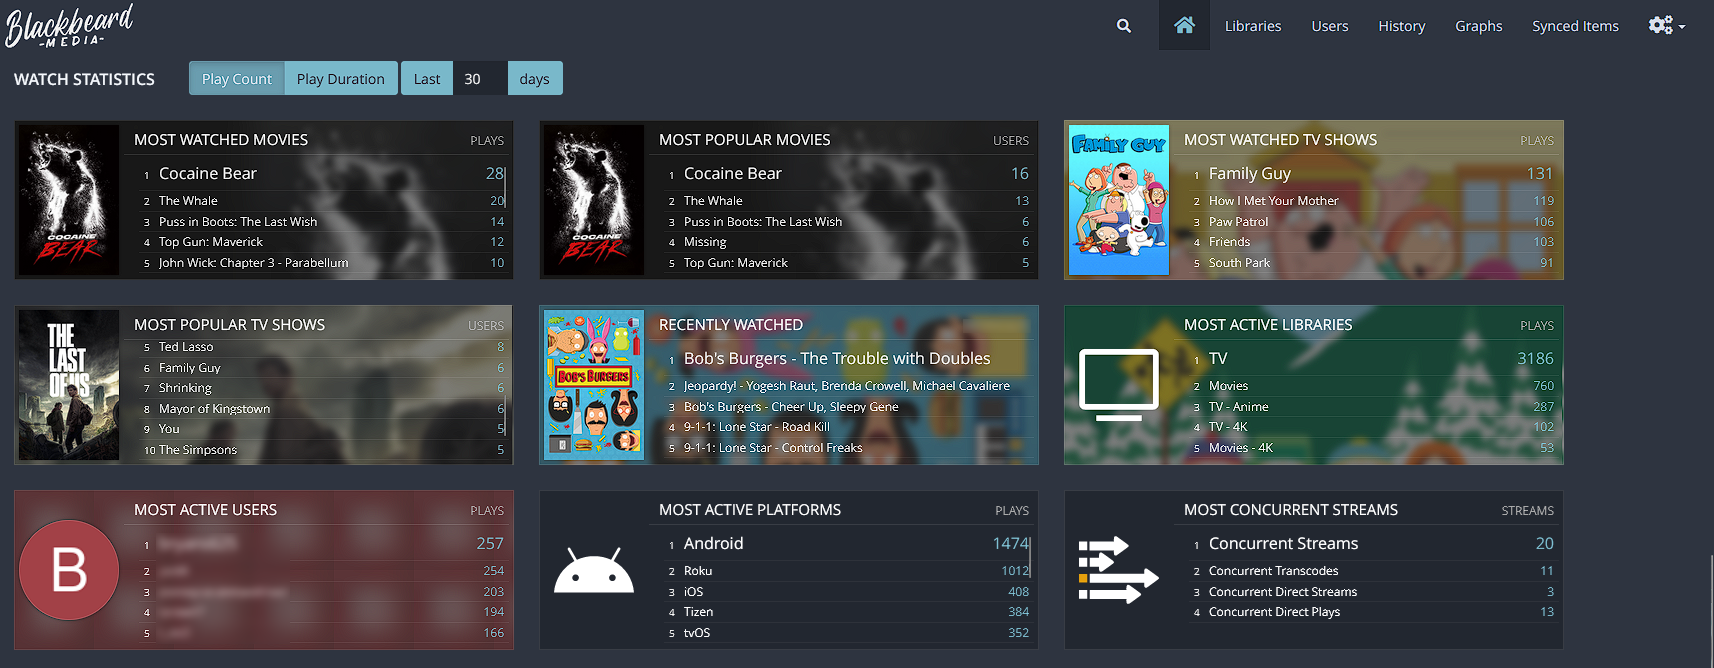 Blackbeard
-MEDIA-
Libraries
Users
History
Graphs
Synced Items
WATCH STATISTICS
Play Count
Play Duration
Last
30
days
MOST WATCHED MOVIES PLAYS
1 Cocaine Bear 28
2 The Whale 20
3 Puss in Boots: The Last Wish 14
4 Top Gun: Maverick 12
5 John Wick: Chapter 3 - Parabellum 10
COCAINE
BEAR
MOST POPULAR MOVIES USERS
1 Cocaine Bear 16
2 The Whale 13
3 Puss in Boots: The Last Wish 6
4 Missing 6
5 Top Gun: Maverick 5
COCAINE
BEAR
FAMILY GUY
MOST WATCHED TV SHOWS PLAYS
1 Family Guy 131
2 How I Met Your Mother 119
3 Paw Patrol 106
4 Friends 103
5 South Park 91
THE
LAST
OF US
MOST POPULAR TV SHOWS USERS
5 Ted Lasso 8
6 Family Guy 6
7 Shrinking 6
8 Mayor of Kingstown 6
9 You 5
10 The Simpsons 5
BOB'S BURGERS
RECENTLY WATCHED
1 Bob's Burgers - The Trouble with Doubles
2 Jeopardy! - Yogesh Raut, Brenda Crowell, Michael Cavaliere
3 Bob's Burgers - Cheer Up, Sleepy Gene
4 9-1-1: Lone Star - Road Kill
5 9-1-1: Lone Star - Control Freaks
MOST ACTIVE LIBRARIES PLAYS
1 TV 3186
2 Movies 760
3 TV - Anime 287
4 TV - 4K 102
5 Movies - 4K 53
B
MOST ACTIVE USERS PLAYS
1 257
2 254
3 203
4 194
5 166
MOST ACTIVE PLATFORMS PLAYS
1 Android 1474
2 Roku 1012
3 iOS 408
4 Tizen 384
5 tvOS 352
MOST CONCURRENT STREAMS STREAMS
1 Concurrent Streams 20
2 Concurrent Transcodes 11
3 Concurrent Direct Streams 3
4 Concurrent Direct Plays 13